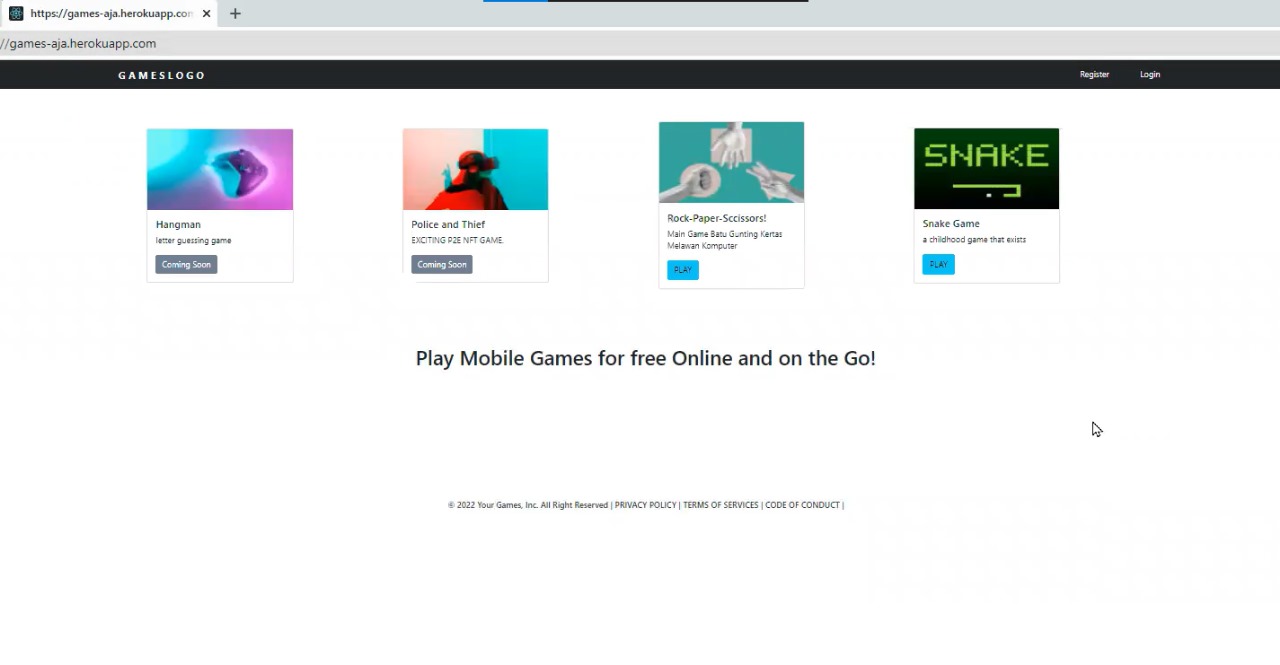 https://games-aja.herokuapp.con
//games-aja.herokuapp.com
GAMESLOGO
Register
Login
Hangman
letter guessing game
Coming Soon
Police and Thief
EXCITING P2E NFT GAME.
Coming Soon
Rock-Paper-Sccissors!
Main Game Batu Gunting Kertas
Melawan Komputer
PLAY
SNAKE
Snake Game
a childhood game that exists
PLAY
Play Mobile Games for free Online and on the Go!
© 2022 Your Games, Inc. All Right Reserved | PRIVACY POLICY | TERMS OF SERVICES | CODE OF CONDUCT |